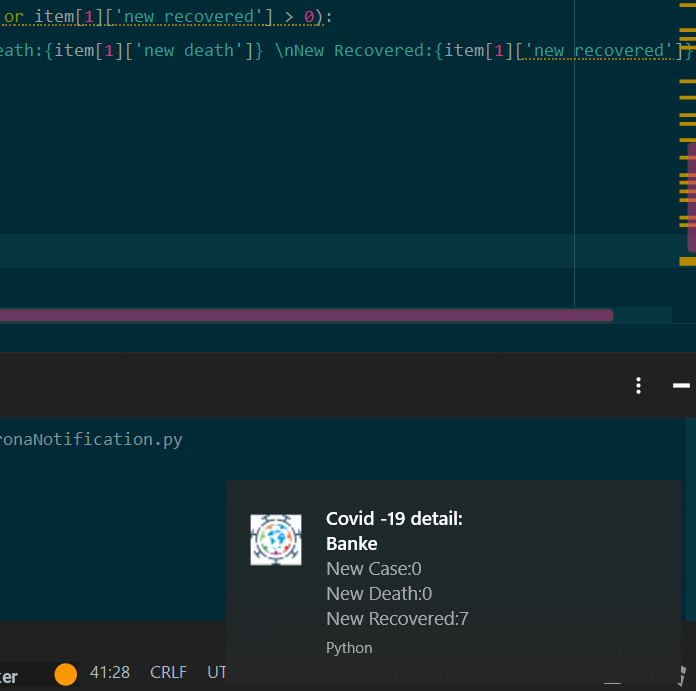 or item[1]['new recovered'] > 0):
eath:{item[1]['new death']} \nNew Recovered:{item[1]['new recovered']}
ronaNotification.py
Covid -19 detail:
Banke
New Case:0
New Death:0
New Recovered:7
Python
ker 41:28 CRLF UT